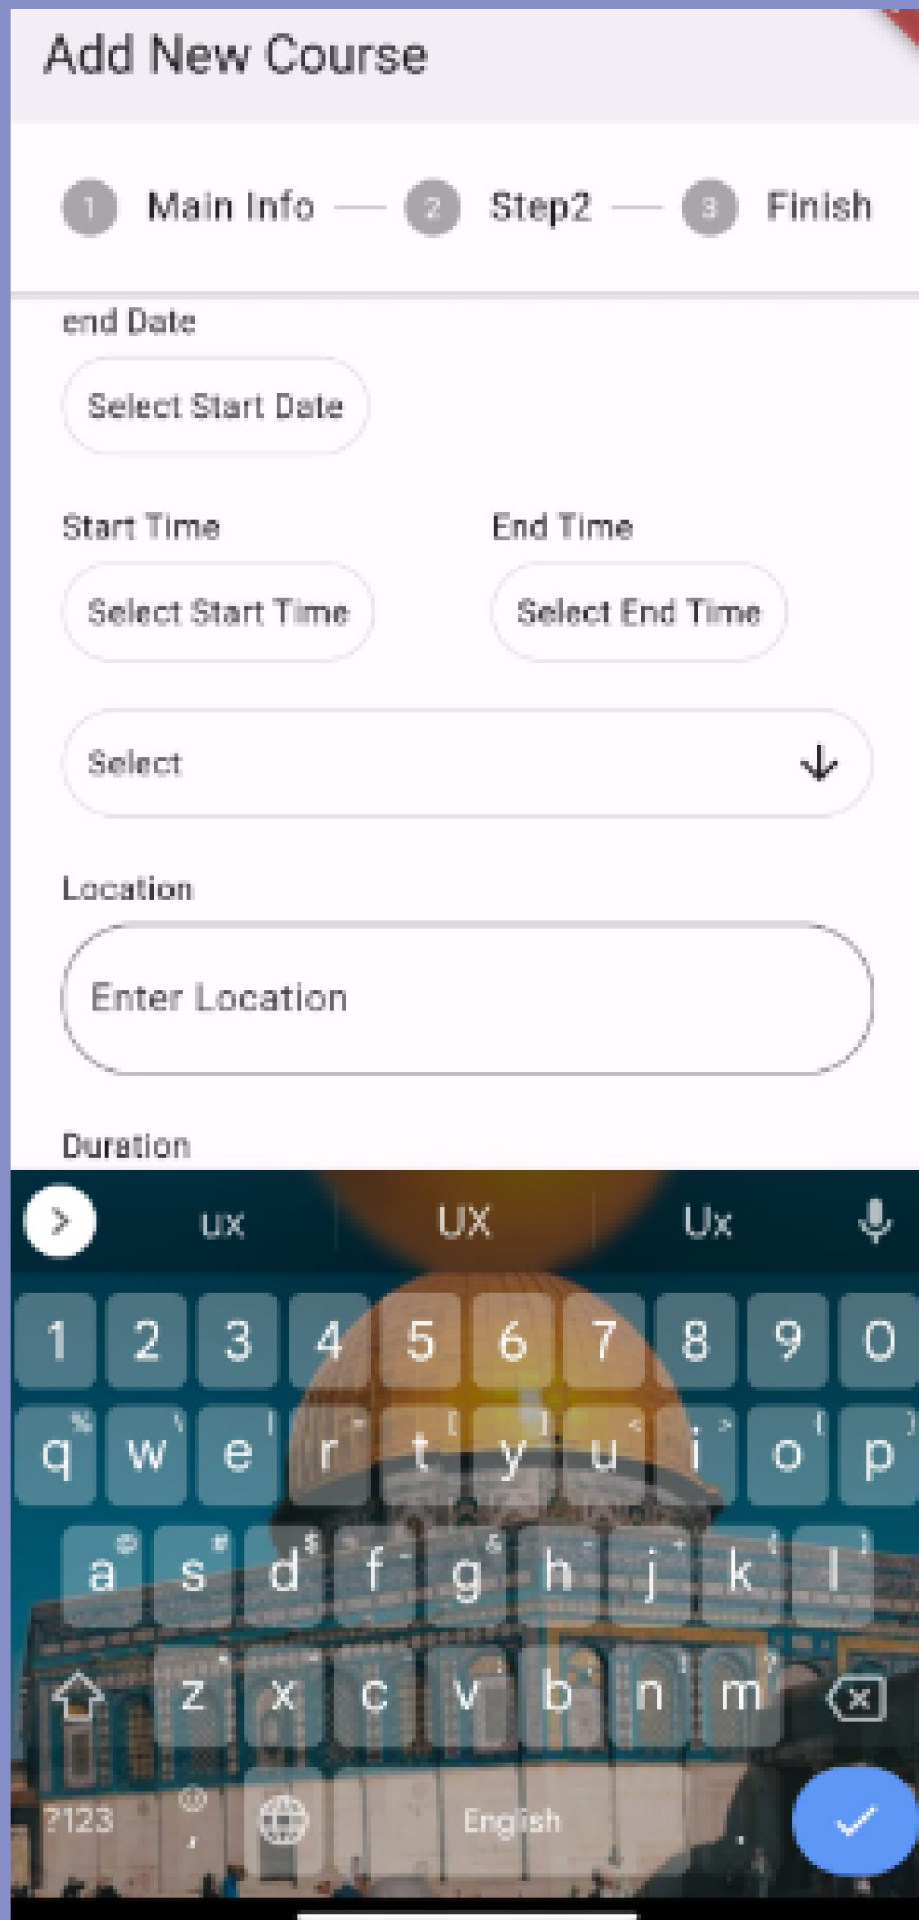 Add New Course
1 Main Info 2 Step2 3 Finish
end Date
Select Start Date
Start Time End Time
Select Start Time Select End Time
Select
Location
Enter Location
Duration
ux UX Ux
1 2 3 4 5 6 7 8 9 0
q w e r t y u i o p
a s d f g h j k l
z x c v b n m
?123 , English .